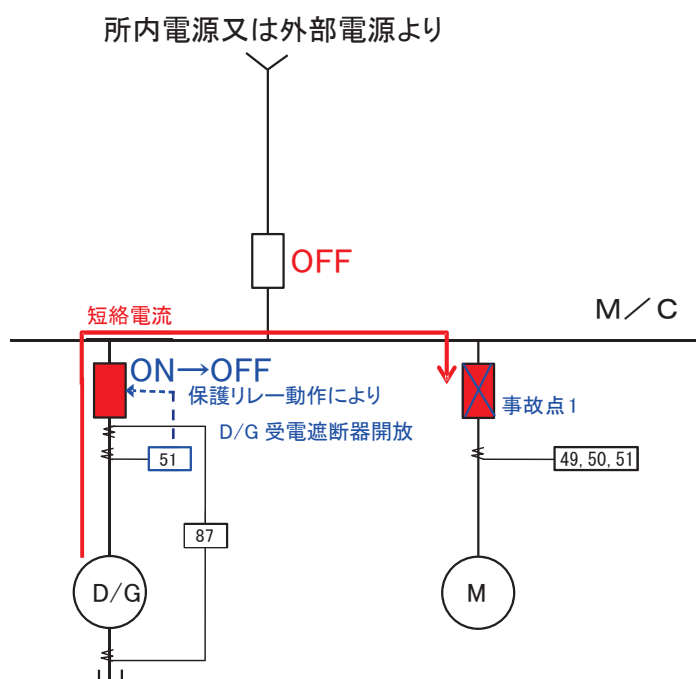 所内電源又は外部電源より
OFF
M／C
短絡電流
ON→OFF
保護リレー動作により
D/G 受電遮断器開放
事故点1
51
49, 50, 51
87
D/G
M